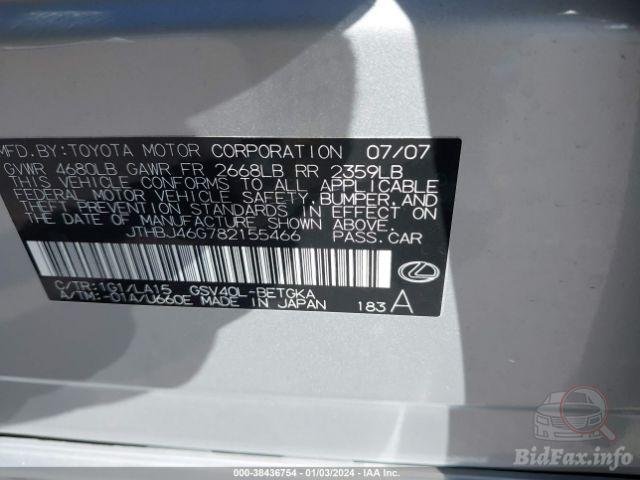 MFD.BY:TOYOTA MOTOR CORPORATION 07/07
GVWR 4680LB GAWR FR 2668LB RR 2359LB
THIS VEHICLE CONFORMS TO ALL APPLICABLE
FEDERAL MOTOR VEHICLE SAFETY,BUMPER,AND
THEFT PREVENTION STANDARDS IN EFFECT ON
THE DATE OF MANUFACTURE SHOWN ABOVE.
JTHBJ46G782155466 PASS.CAR
C/TR:1G1/LA15 GSV40L-BETGKA
A/TM:-01A/U660E MADE IN JAPAN 183 A
BidFax.info
000-38436754 - 01/03/2024 - IAA Inc.